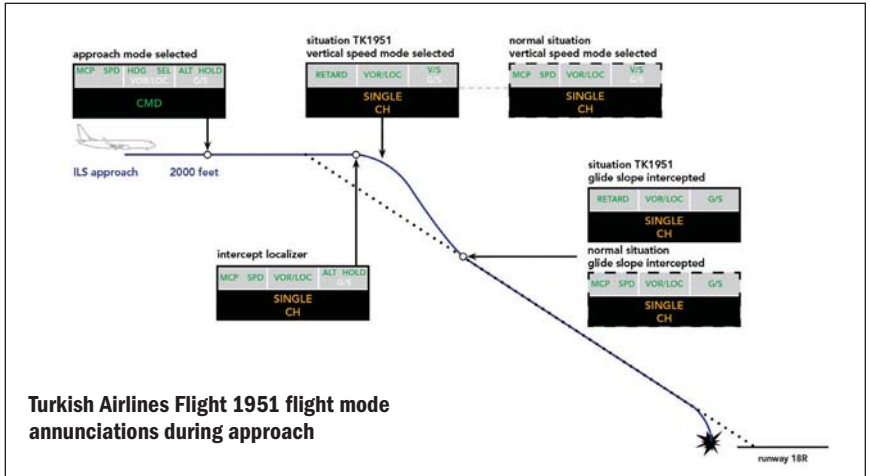 approach mode selected
MCP SPD HDG SEL ALT HOLD
VOR/LOC G/S
CMD
situation TK1951
vertical speed mode selected
RETARD VOR/LOC V/S
G/S
SINGLE
CH
normal situation
vertical speed mode selected
MCP SPD VOR/LOC V/S
G/S
SINGLE
CH
ILS approach 2000 feet
situation TK1951
glide slope intercepted
RETARD VOR/LOC G/S
SINGLE
CH
intercept localizer
MCP SPD VOR/LOC ALT HOLD
G/S
SINGLE
CH
normal situation
glide slope intercepted
MCP SPD VOR/LOC G/S
SINGLE
CH
Turkish Airlines Flight 1951 flight mode
annunciations during approach
runway 18R